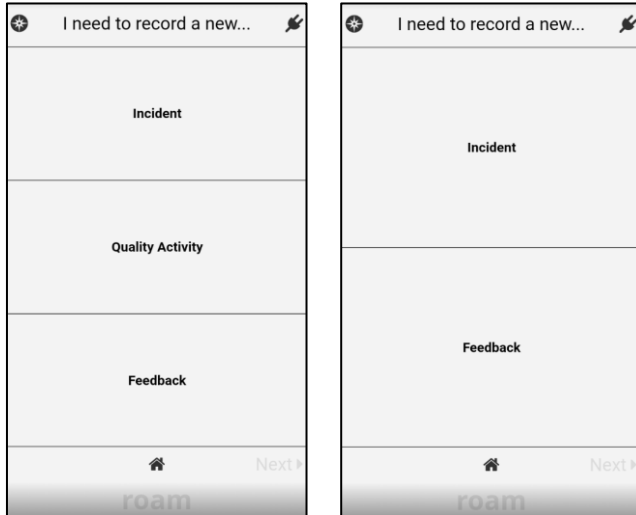 I need to record a new...
Incident
Quality Activity
Feedback
Next
roam
I need to record a new...
Incident
Feedback
Next
roam